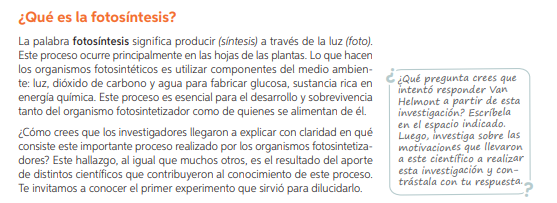 ¿Qué es la fotosíntesis?
La palabra fotosíntesis significa producir (síntesis) a través de la luz (foto).
Este proceso ocurre principalmente en las hojas de las plantas. Lo que hacen
los organismos fotosintéticos es utilizar componentes del medio ambien-
te: luz, dióxido de carbono y agua para fabricar glucosa, sustancia rica en
energía química. Este proceso es esencial para el desarrollo y sobrevivencia
tanto del organismo fotosintetizador como de quienes se alimentan de él.
¿Cómo crees que los investigadores llegaron a explicar con claridad en qué
consiste este importante proceso realizado por los organismos fotosintetiza-
dores? Este hallazgo, al igual que muchos otros, es el resultado del aporte
de distintos científicos que contribuyeron al conocimiento de este proceso.
Te invitamos a conocer el primer experimento que sirvió para dilucidarlo.
¿
¿Qué pregunta crees que
intentó responder Van
Helmont a partir de esta
investigación? Escríbela
en el espacio indicado.
Luego, investiga sobre las
motivaciones que llevaron
a este científico a realizar
esta investigación y con-
trástala con tu respuesta.
?